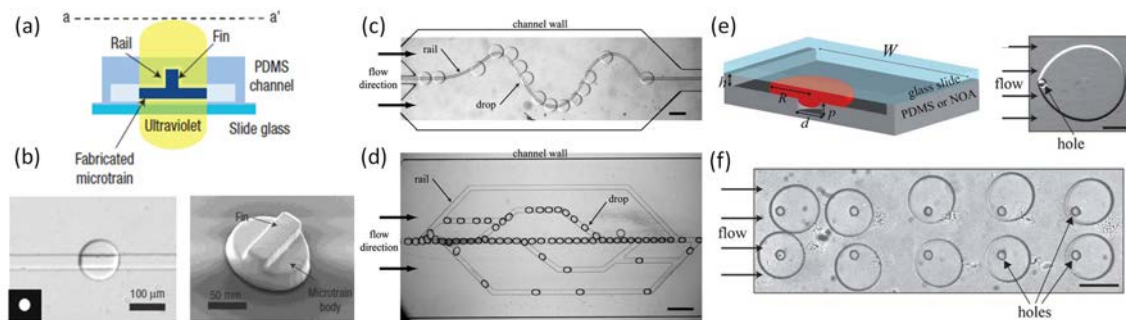 (a)
a
a'
Rail
Fin
PDMS
channel
Ultraviolet
Slide glass
Fabricated
microtrain
(b)
100 µm
Fin
50 mm
Microtrain
body
(c)
channel wall
rail
flow
direction
drop
(d)
channel wall
rail
drop
flow
direction
(e)
W
h
R
d
p
glass slide
PDMS or NOA
flow
hole
(f)
flow
holes